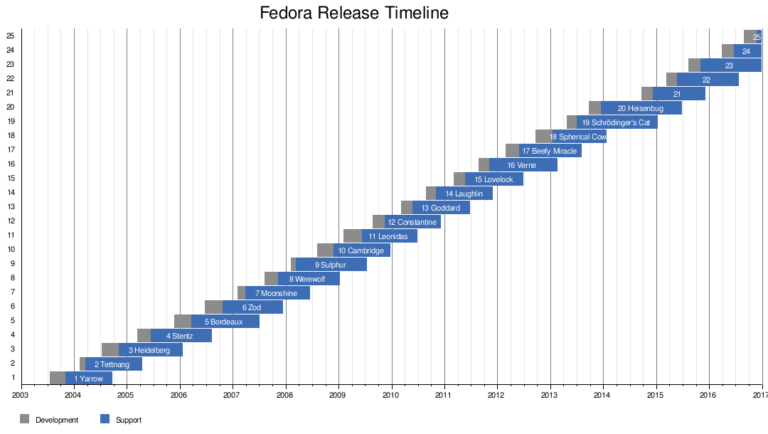 Fedora Release Timeline
25 25
24 24
23 23
22 22
21 21
20 20 Heisenbug
19 19 Schrödinger's Cat
18 18 Spherical Cow
17 17 Beefy Miracle
16 16 Verne
15 15 Lovelock
14 14 Laughlin
13 13 Goddard
12 12 Constantine
11 11 Leonidas
10 10 Cambridge
9 9 Sulphur
8 8 Werewolf
7 7 Moonshine
6 6 Zod
5 5 Bordeaux
4 4 Stentz
3 3 Heidelberg
2 2 Tettnang
1 1 Yarrow
2003 2004 2005 2006 2007 2008 2009 2010 2011 2012 2013 2014 2015 2016 2017
Development Support